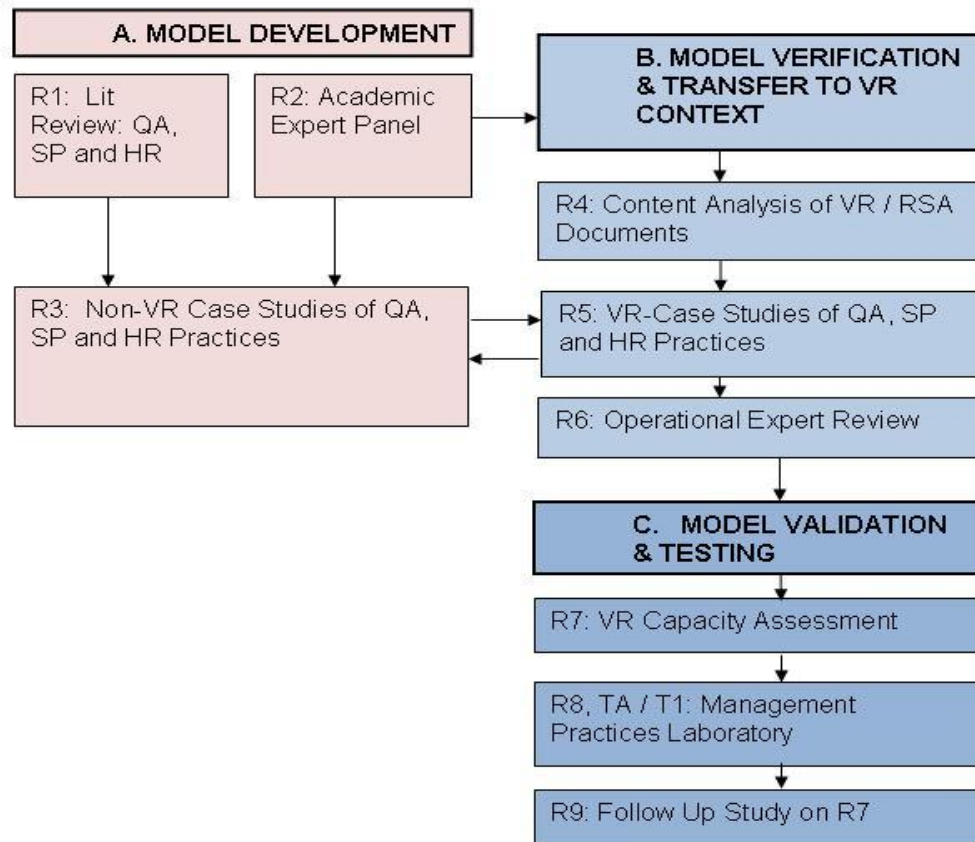 A. MODEL DEVELOPMENT
R1: Lit
Review: QA,
SP and HR
R2: Academic
Expert Panel
R3: Non-VR Case Studies of QA,
SP and HR Practices
B. MODEL VERIFICATION
& TRANSFER TO VR
CONTEXT
R4: Content Analysis of VR / RSA
Documents
R5: VR-Case Studies of QA, SP
and HR Practices
R6: Operational Expert Review
C. MODEL VALIDATION
& TESTING
R7: VR Capacity Assessment
R8, TA / T1: Management
Practices Laboratory
R9: Follow Up Study on R7